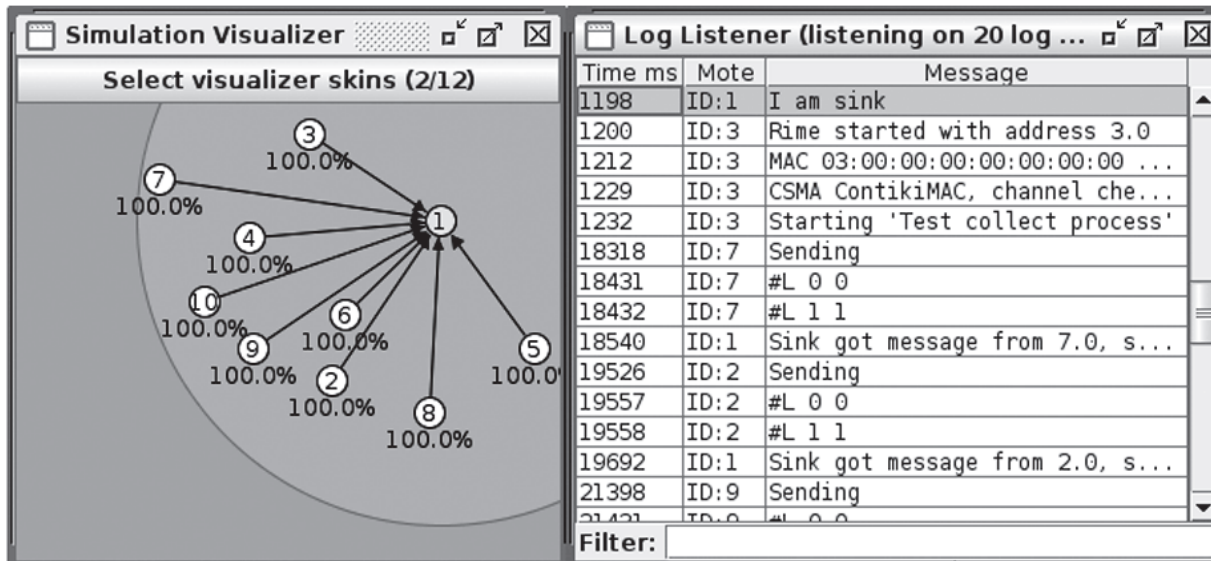 Simulation Visualizer
Select visualizer skins (2/12)
3
100.0%
7
100.0%
1
4
100.0%
10
100.0%
6
100.0%
9
100.0%
5
100.0
2
100.0%
8
100.0%
Log Listener (listening on 20 log ...
Time ms Mote Message
1198 ID:1 I am sink
1200 ID:3 Rime started with address 3.0
1212 ID:3 MAC 03:00:00:00:00:00:00:00 ...
1229 ID:3 CSMA ContikiMAC, channel che...
1232 ID:3 Starting 'Test collect process'
18318 ID:7 Sending
18431 ID:7 #L 0 0
18432 ID:7 #L 1 1
18540 ID:1 Sink got message from 7.0, s...
19526 ID:2 Sending
19557 ID:2 #L 0 0
19558 ID:2 #L 1 1
19692 ID:1 Sink got message from 2.0, s...
21398 ID:9 Sending
Filter: